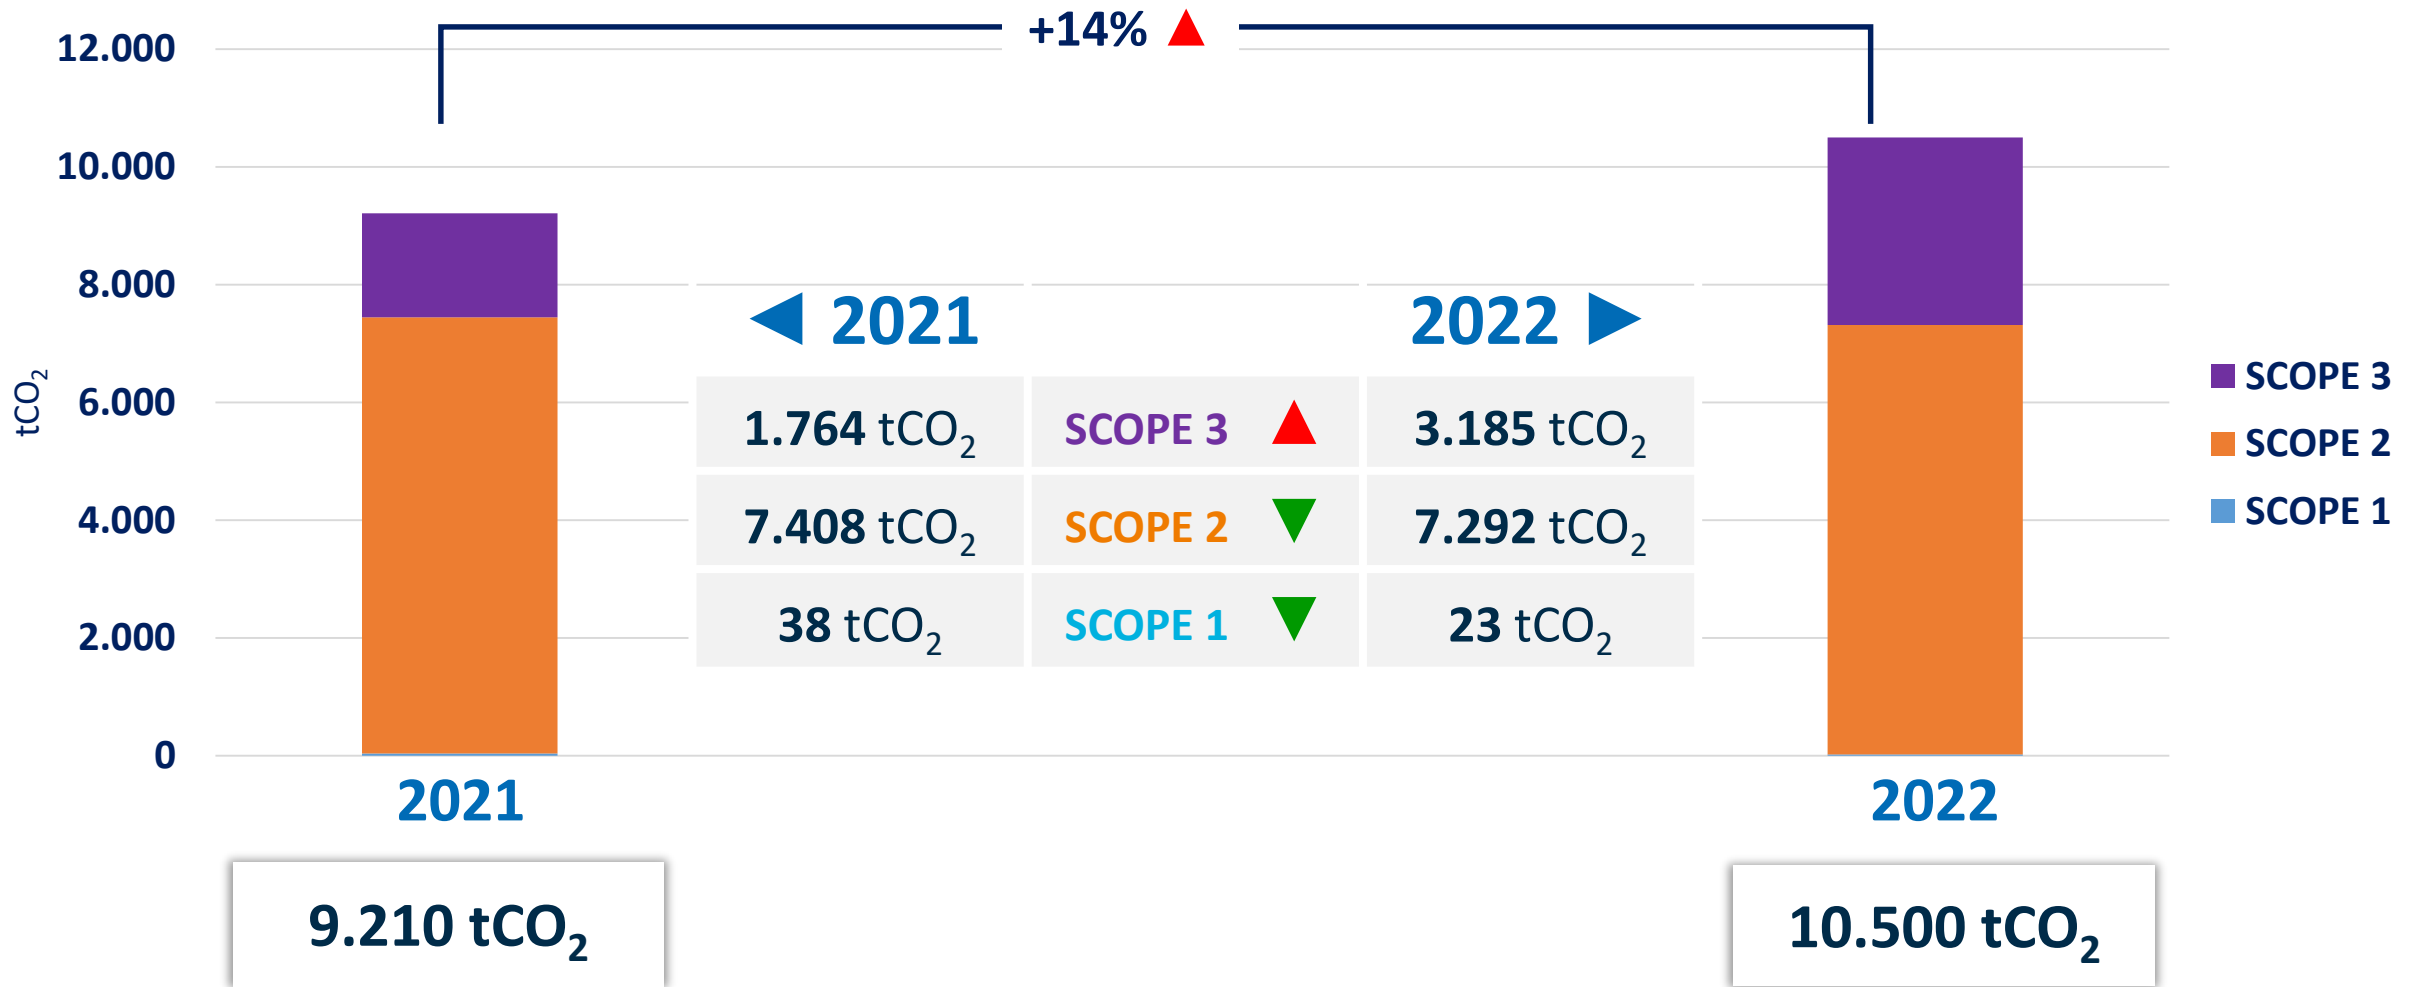 +14%
12.000
10.000
8.000
6.000
4.000
2.000
0
tCO₂
2021 2022
1.764 tCO₂ SCOPE 3 3.185 tCO₂
7.408 tCO₂ SCOPE 2 7.292 tCO₂
38 tCO₂ SCOPE 1 23 tCO₂
SCOPE 3
SCOPE 2
SCOPE 1
2021 2022
9.210 tCO₂ 10.500 tCO₂